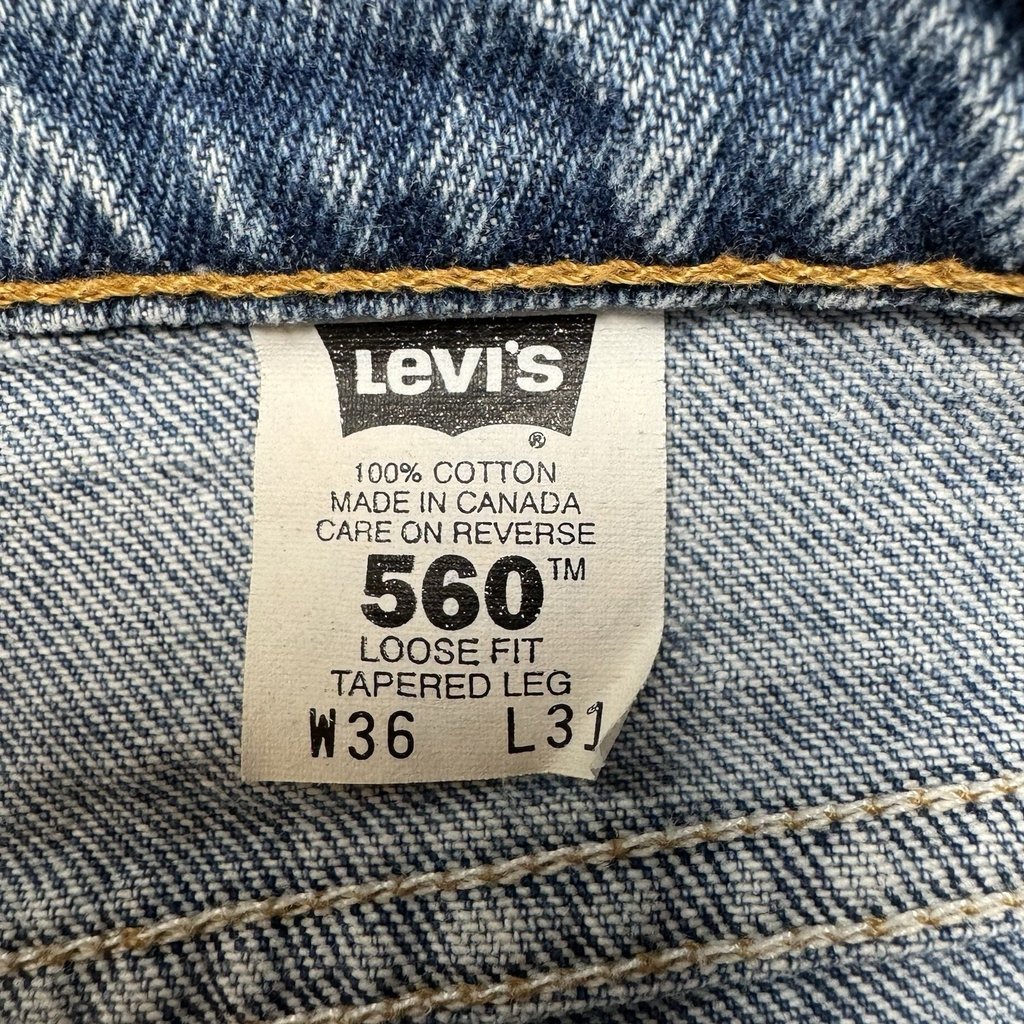 Levi's
®
100% COTTON
MADE IN CANADA
CARE ON REVERSE
560™
LOOSE FIT
TAPERED LEG
W36 L31